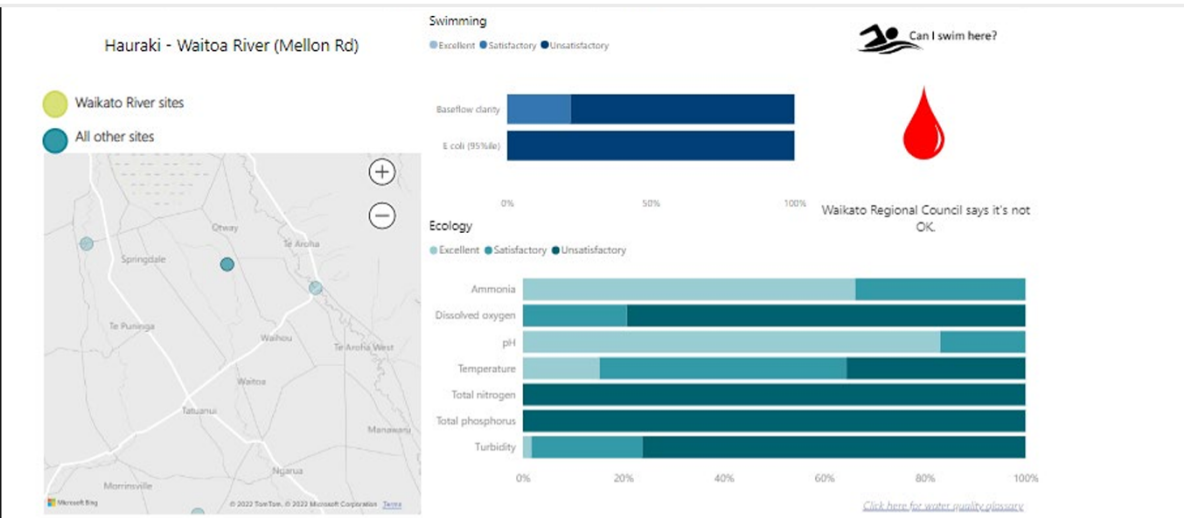 Hauraki - Waitoa River (Mellon Rd)
Waikato River sites
All other sites
Otway
Te Aroha
Springdale
Te Puninga
Waihou
Te Aroha West
Waitoa
Tatuanui
Manawaru
Ngarua
Morrinsville
Microsoft Bing
© 2022 TomTom, © 2022 Microsoft Corporation Terms
Swimming
Excellent Satisfactory Unsatisfactory
Baseflow clarity
E coli (95%ile)
0% 50% 100%
Can I swim here?
Waikato Regional Council says it's not
OK.
Ecology
Excellent Satisfactory Unsatisfactory
Ammonia
Dissolved oxygen
pH
Temperature
Total nitrogen
Total phosphorus
Turbidity
0% 20% 40% 60% 80% 100%
Click here for water quality glossary